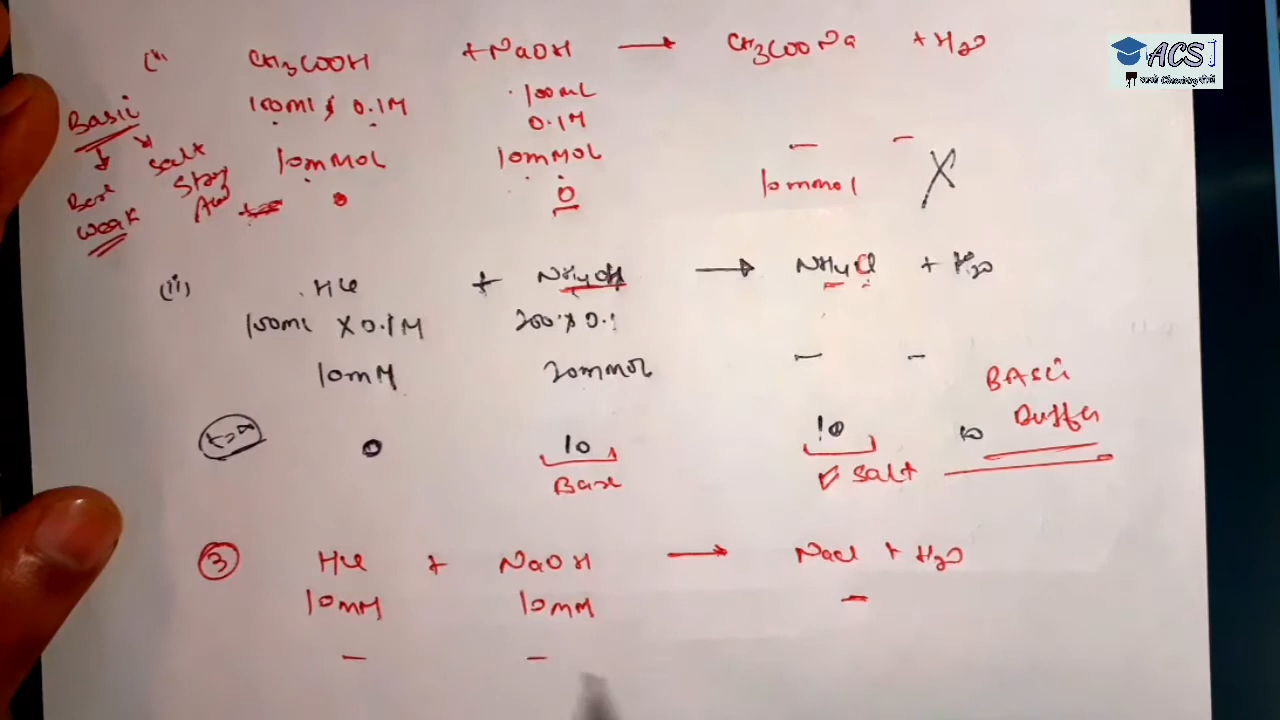 (i) CH3COOH + NaOH → CH3COONa + H2O
100ml 0.1M 100mL
0.1M
10mmol 10mmol — —
0 10mmol X
Basic
Base weak
Salt
(ii) HCl + NH4OH → NH4Cl + H2O
100ml X 0.1M 200 X 0.1
10mM 20mmol — —
t=∞ 0 10 10 10
Base Salt
BASic Buffer
③ HCl + NaOH → NaCl + H2O
10mM 10mM —
— —
ACS